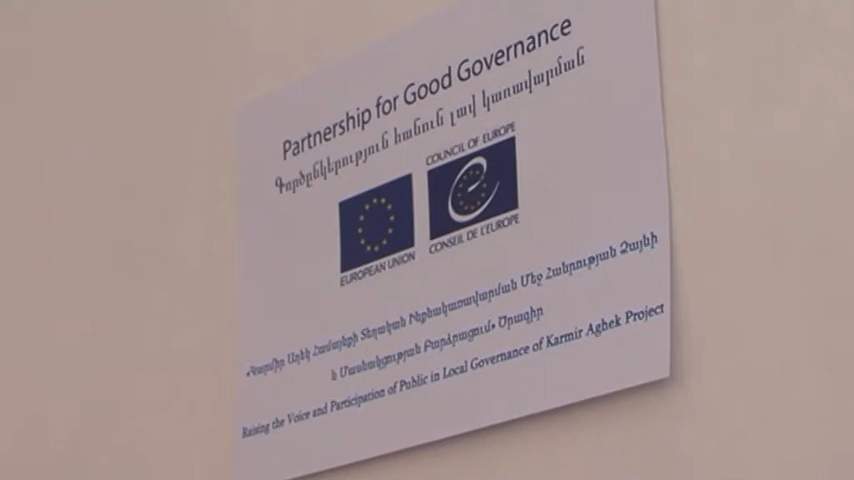 Partnership for Good Governance
Գործընկերություն հանուն լավ կառավարման
COUNCIL OF EUROPE
EUROPEAN UNION
CONSEIL DE L'EUROPE
«Կարմիր Աղեկ Համայնքի Տեղական Ինքնակառավարման Մեջ Հանրության Ձայնի
և Մասնակցության Բարձրացում» Ծրագիր
Raising the Voice and Participation of Public in Local Governance of Karmir Aghek Project